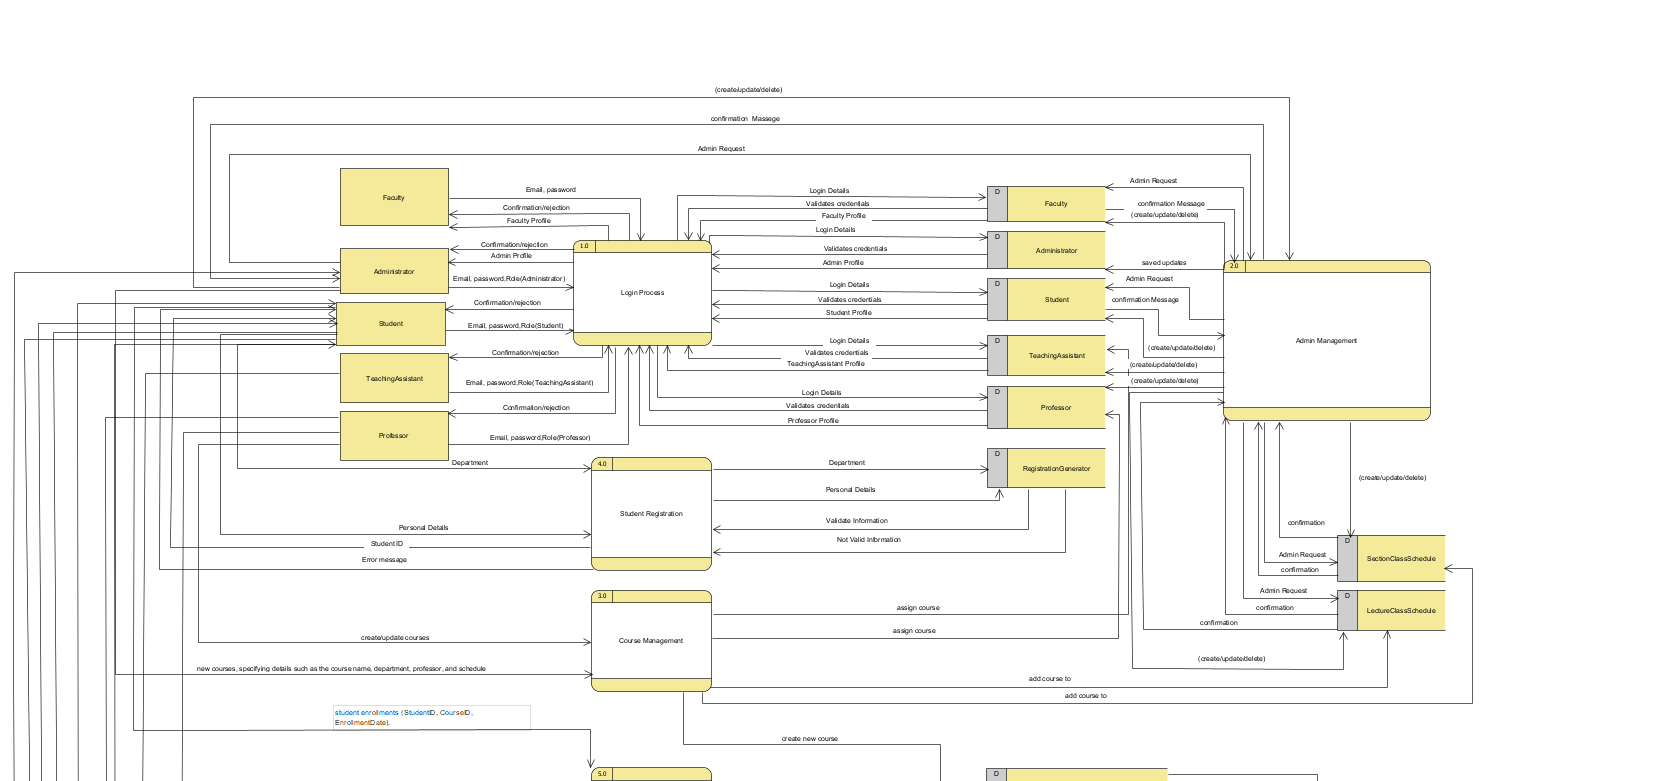 (create/update/delete)
confirmation Massege
Admin Request
Faculty
Email, password
Confirmation/rejection
Faculty Profile
Login Details
Validates credentials
Faculty Profile
D
Faculty
Admin Request
confirmation Message
(create/update/delete)
Administrator
Confirmation/rejection
Admin Profile
Email, password,Role(Administrator)
1.0
Login Process
Login Details
Validates credentials
Admin Profile
D
Administrator
saved updates
2.0
Admin Management
Student
Confirmation/rejection
Email, password,Role(Student)
Login Details
Validates credentials
Student Profile
D
Student
Admin Request
confirmation Message
(create/update/delete)
TeachingAssistant
Confirmation/rejection
Email, password,Role(TeachingAssistant)
Login Details
Validates credentials
TeachingAssistant Profile
D
TeachingAssistant
(create/update/delete)
(create/update/delete)
Professor
Confirmation/rejection
Email, password,Role(Professor)
Login Details
Validates credentials
Professor Profile
D
Professor
Department
4.0
Student Registration
Department
Personal Details
Validate Information
Not Valid Information
D
RegistrationGenerator
Personal Details
Student ID
Error message
(create/update/delete)
confirmation
Admin Request
confirmation
D
SectionClassSchedule
Admin Request
confirmation
confirmation
D
LectureClassSchedule
(create/update/delete)
3.0
Course Management
assign course
assign course
create/update courses
new courses, specifying details such as the course name, department, professor, and schedule
add course to
add course to
student enrollments (StudentID, CourseID,
EnrollmentDate).
create new course
5.0
D